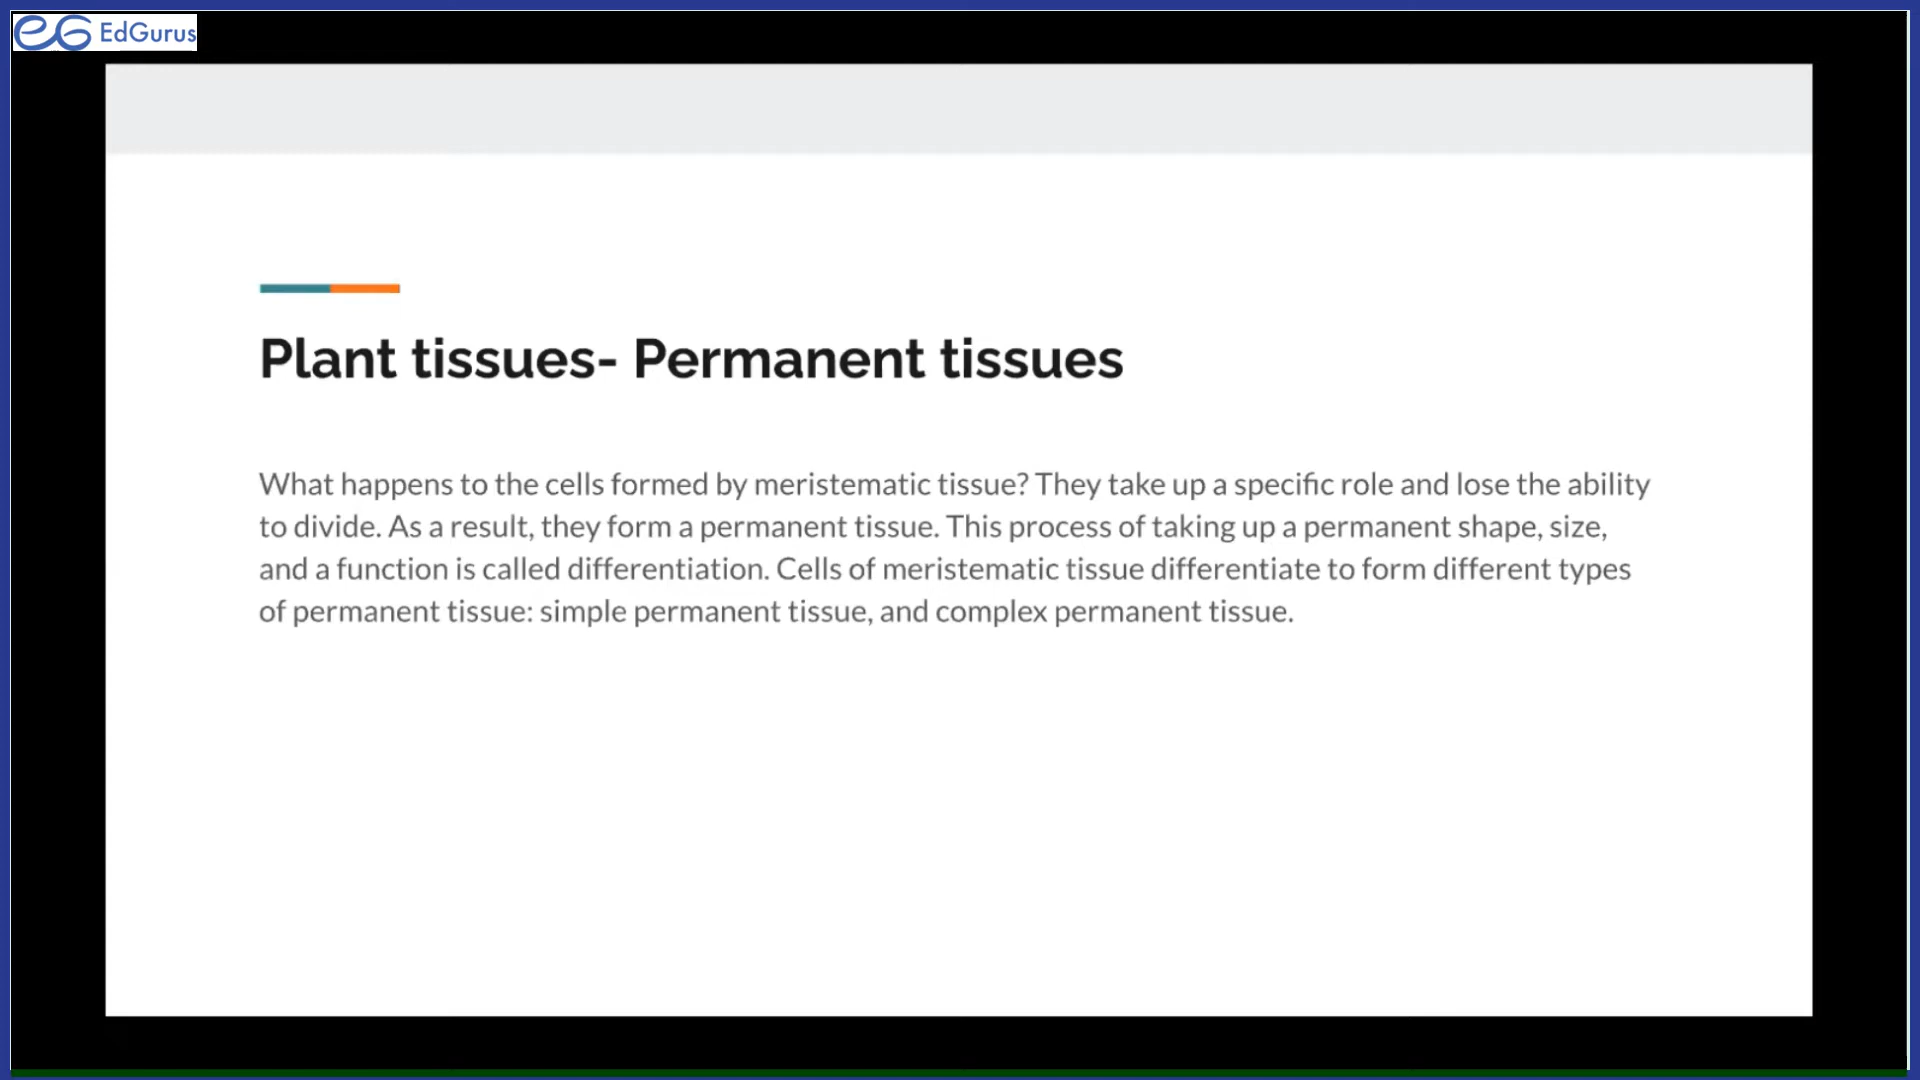 EdGurus
Plant tissues- Permanent tissues
What happens to the cells formed by meristematic tissue? They take up a specific role and lose the ability
to divide. As a result, they form a permanent tissue. This process of taking up a permanent shape, size,
and a function is called differentiation. Cells of meristematic tissue differentiate to form different types
of permanent tissue: simple permanent tissue, and complex permanent tissue.